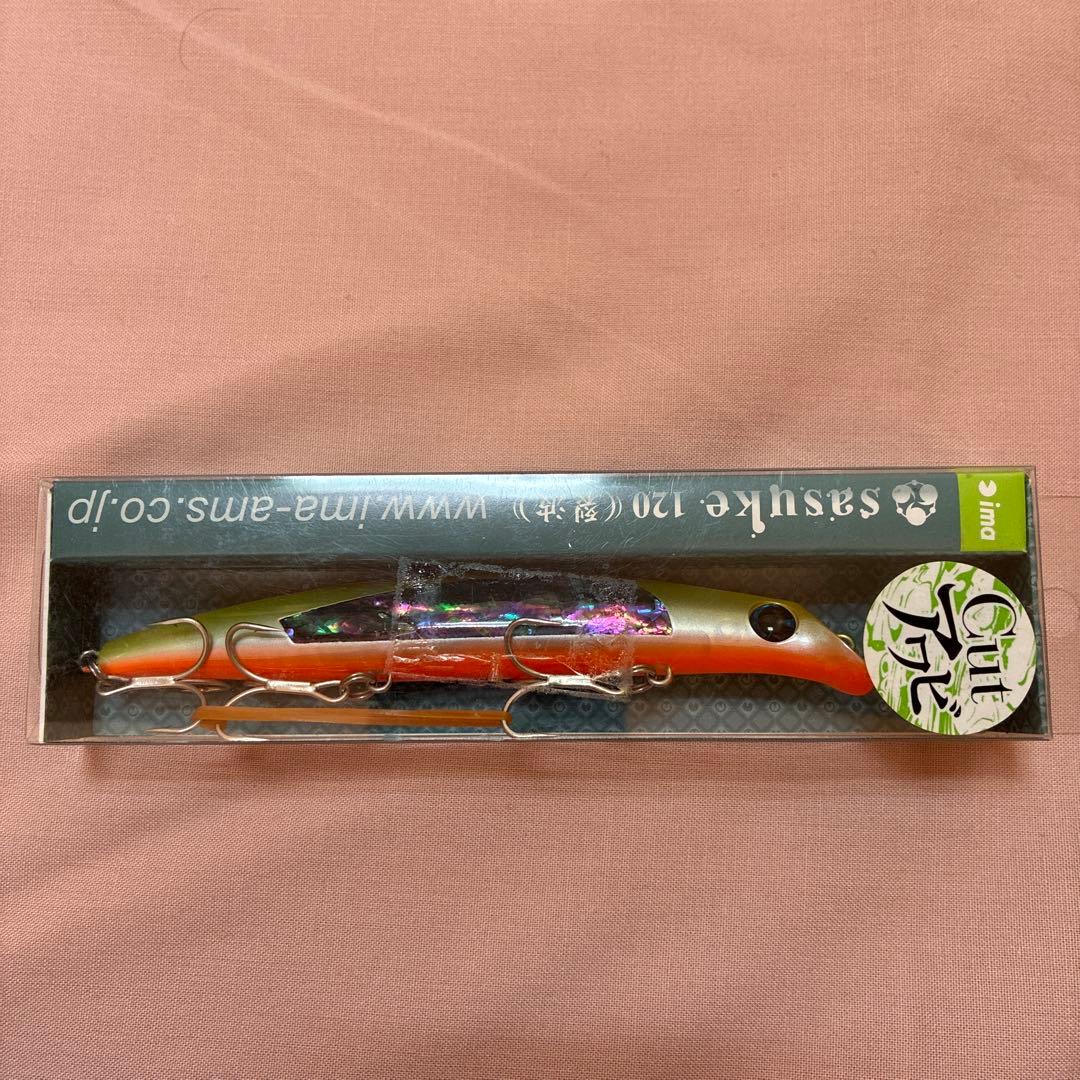 ima
sasuke 120《裂波》 www.ima-ams.co.jp
Cut
アワビ